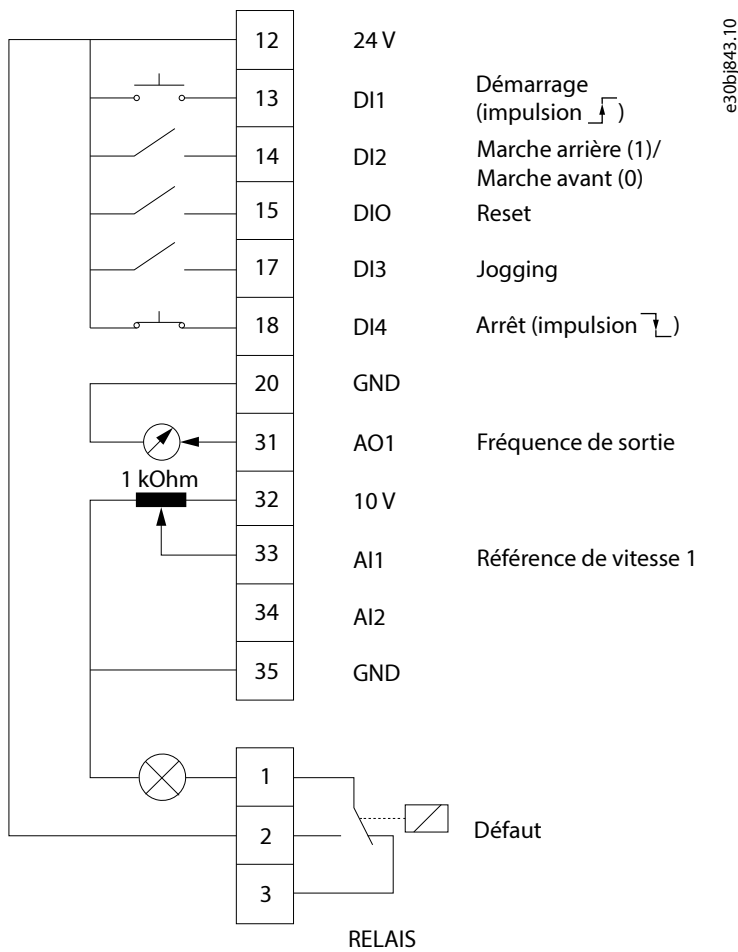 e30bj843.10
12 24 V
13 DI1 Démarrage
(impulsion )
14 DI2 Marche arrière (1)/
Marche avant (0)
15 DIO Reset
17 DI3 Jogging
18 DI4 Arrêt (impulsion )
20 GND
31 AO1 Fréquence de sortie
1 kOhm
32 10 V
33 AI1 Référence de vitesse 1
34 AI2
35 GND
1
2 Défaut
3
RELAIS